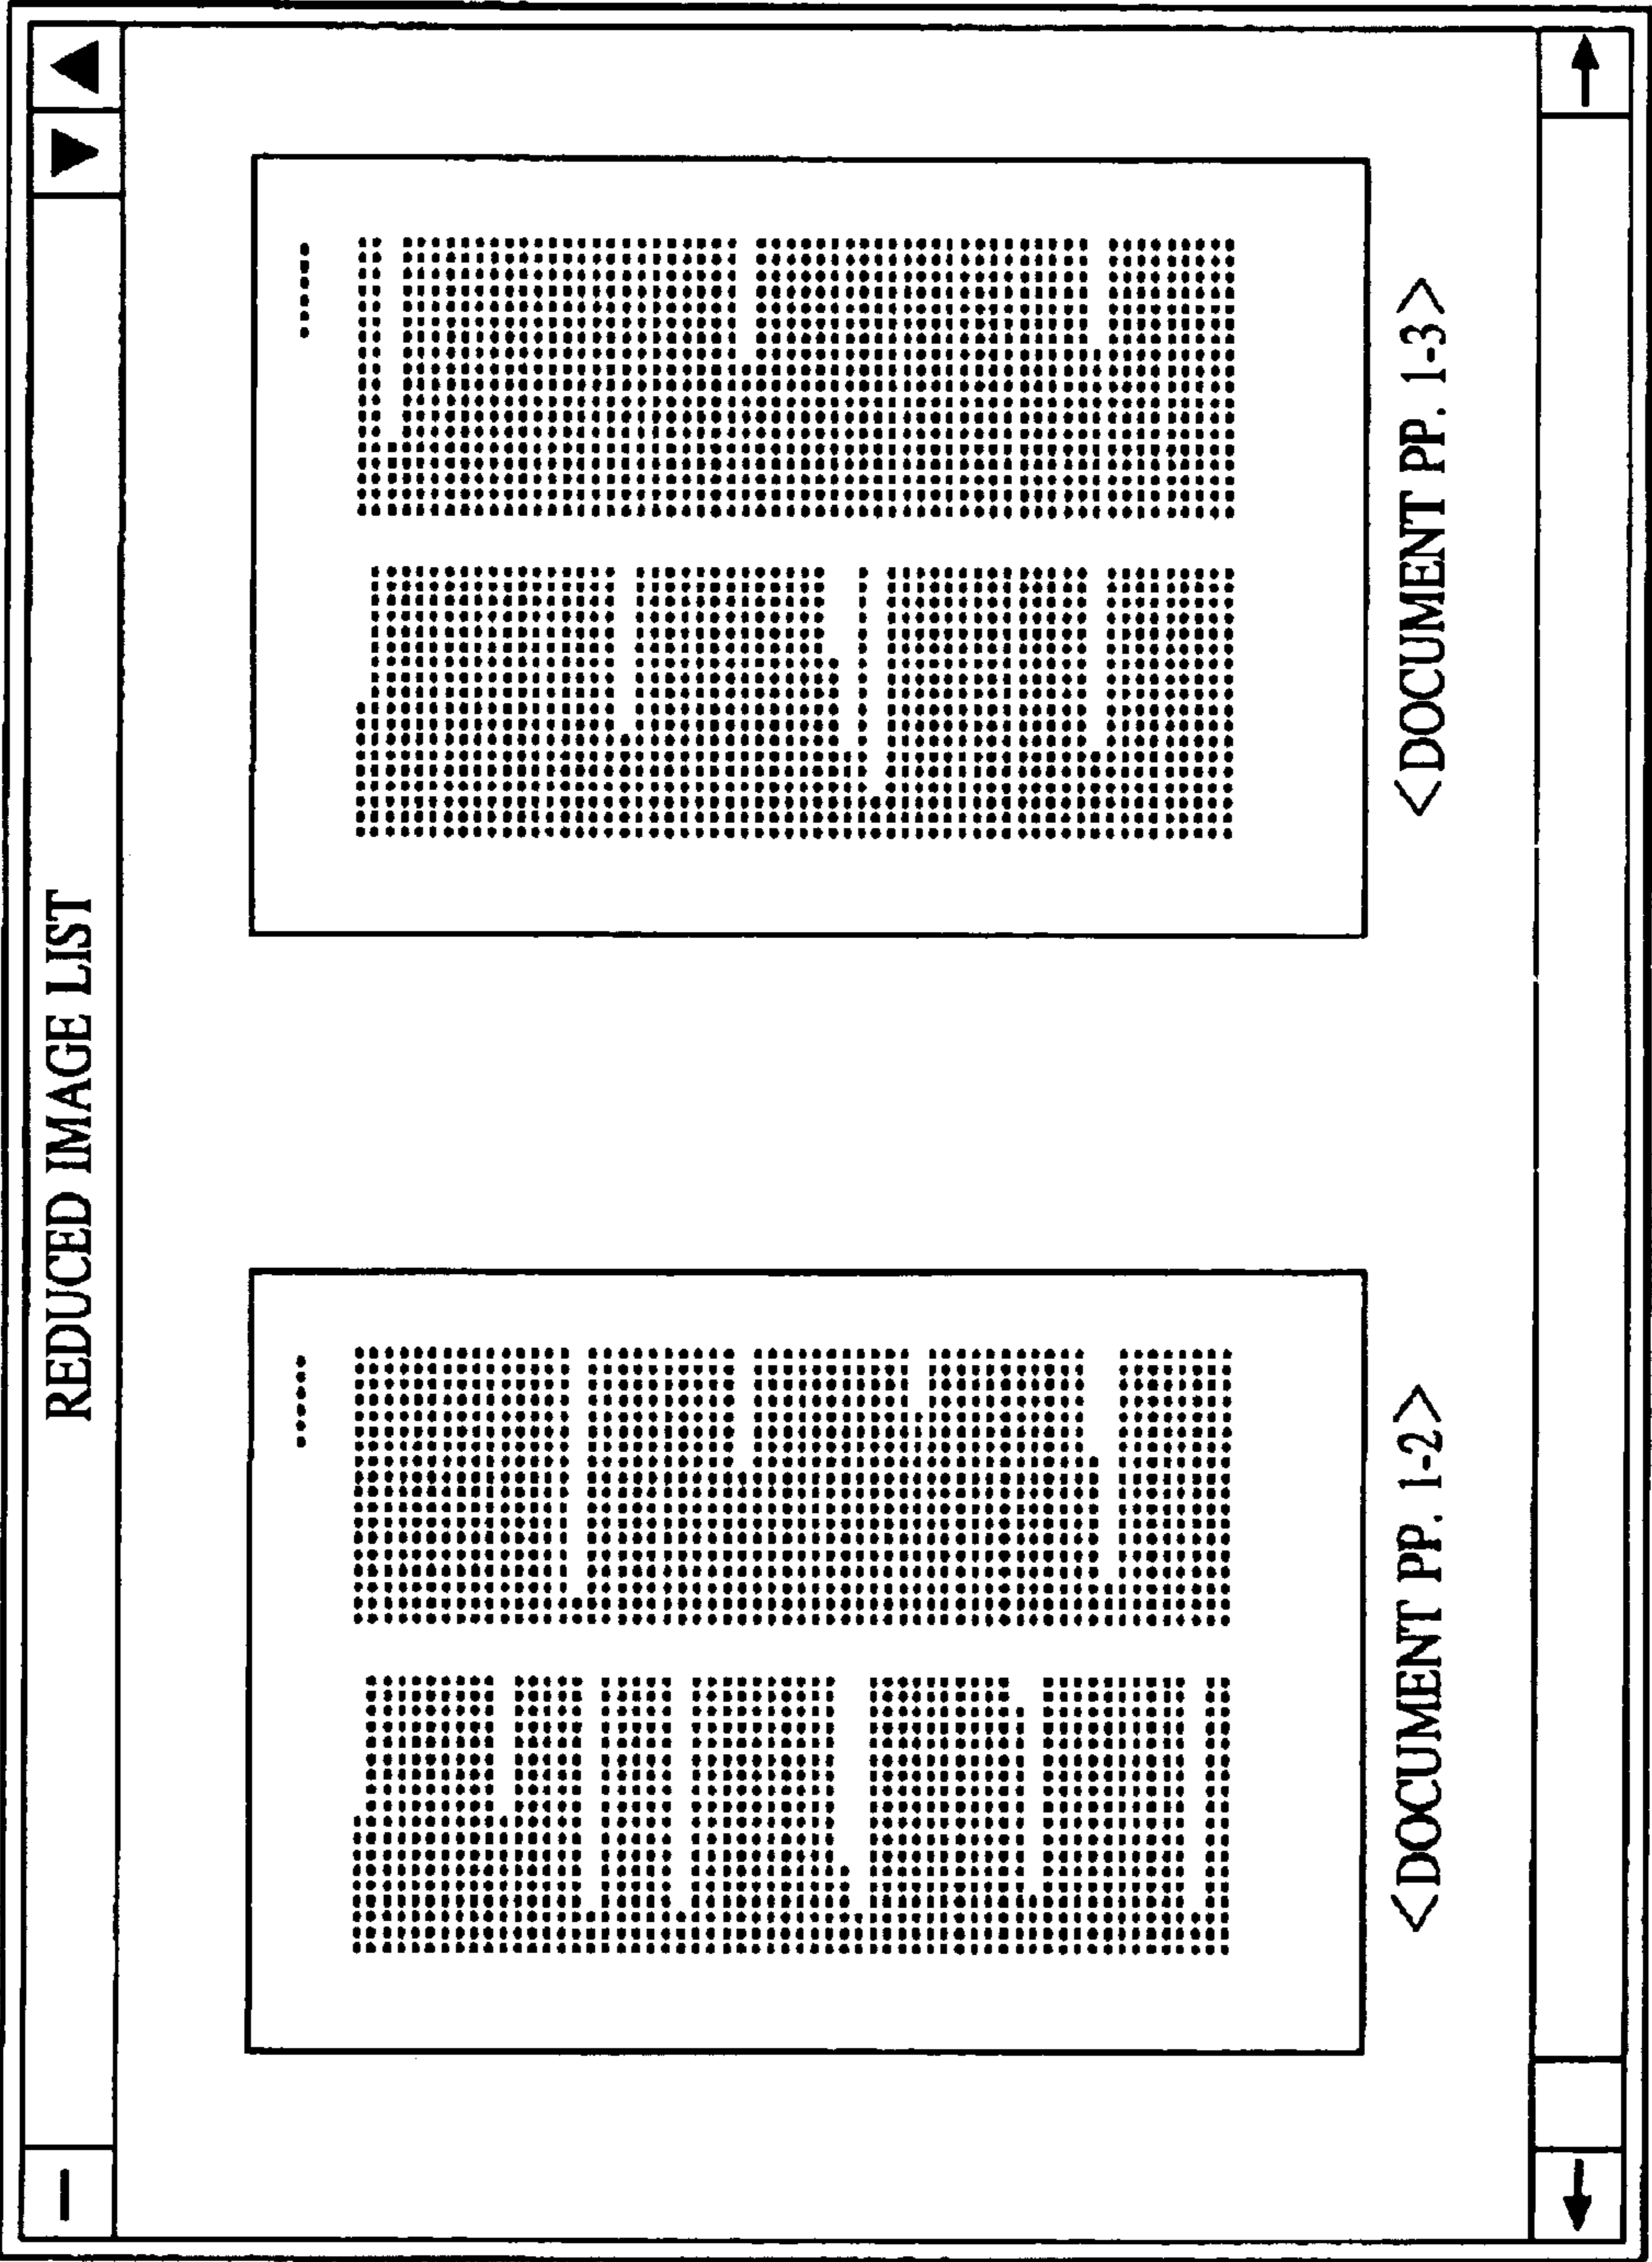 REDUCED IMAGE LIST
<DOCUMENT PP. 1-2>
<DOCUMENT PP. 1-3>